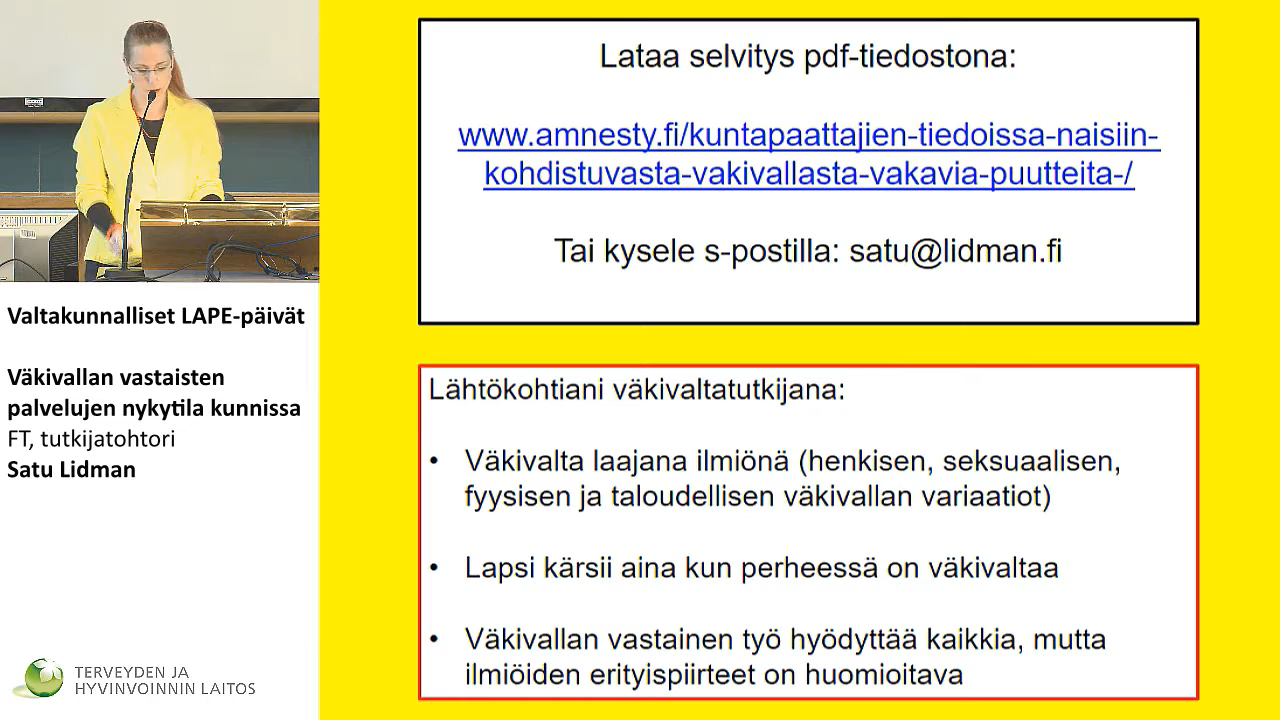 Lataa selvitys pdf-tiedostona:
www.amnesty.fi/kuntapaattajien-tiedoissa-naisiin-
kohdistuvasta-vakivallasta-vakavia-puutteita-/
Tai kysele s-postilla: satu@lidman.fi
Lähtökohtiani väkivaltatutkijana:
• Väkivalta laajana ilmiönä (henkisen, seksuaalisen,
fyysisen ja taloudellisen väkivallan variaatiot)
• Lapsi kärsii aina kun perheessä on väkivaltaa
• Väkivallan vastainen työ hyödyttää kaikkia, mutta
ilmiöiden erityispiirteet on huomioitava
Valtakunnalliset LAPE-päivät
Väkivallan vastaisten
palvelujen nykytila kunnissa
FT, tutkijatohtori
Satu Lidman
TERVEYDEN JA
HYVINVOINNIN LAITOS